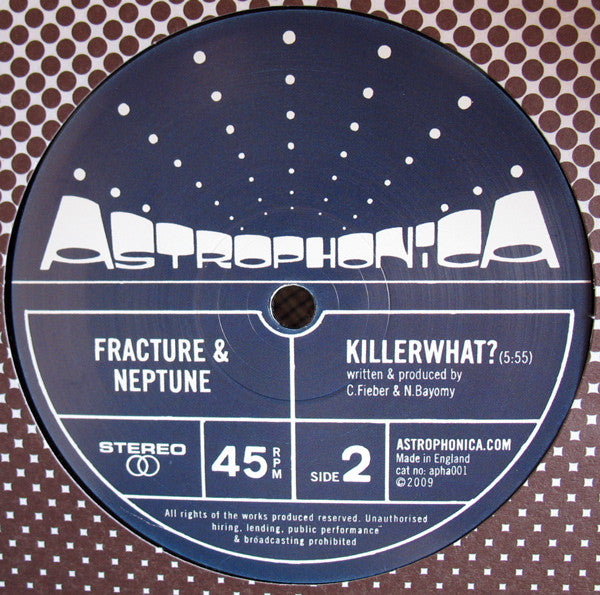 ASTROPHONiCA
FRACTURE &
NEPTUNE
KILLERWHAT? (5:55)
written & produced by
C.Fieber & N.Bayomy
STEREO
45 RPM
SIDE 2
ASTROPHONICA.COM
Made in England
cat no: apha001
©2009
All rights of the works produced reserved. Unauthorised
hiring, lending, public performance
& broadcasting prohibited